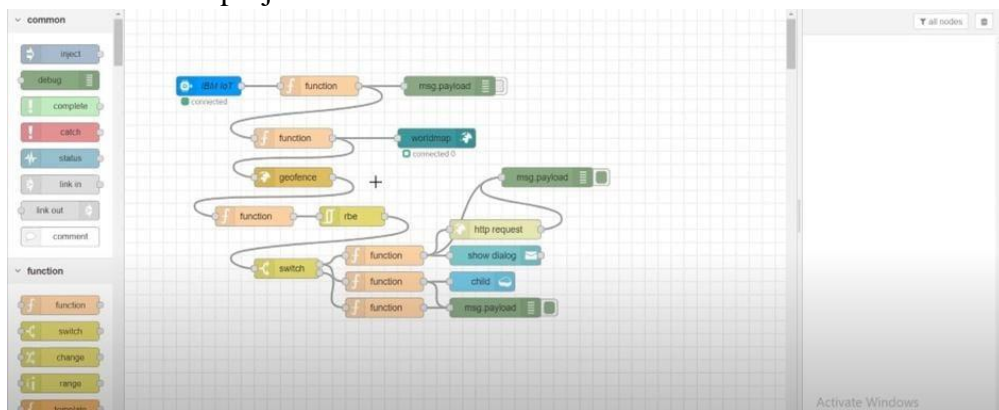 common
all nodes
inject
debug
complete
catch
status
link in
link out
comment
function
function
switch
change
range
template
IBM IoT
connected
function
msg.payload
function
worldmap
connected 0
geofence
msg.payload
function
rbe
http request
switch
function
show dialog
function
child
function
msg.payload
Activate Windows